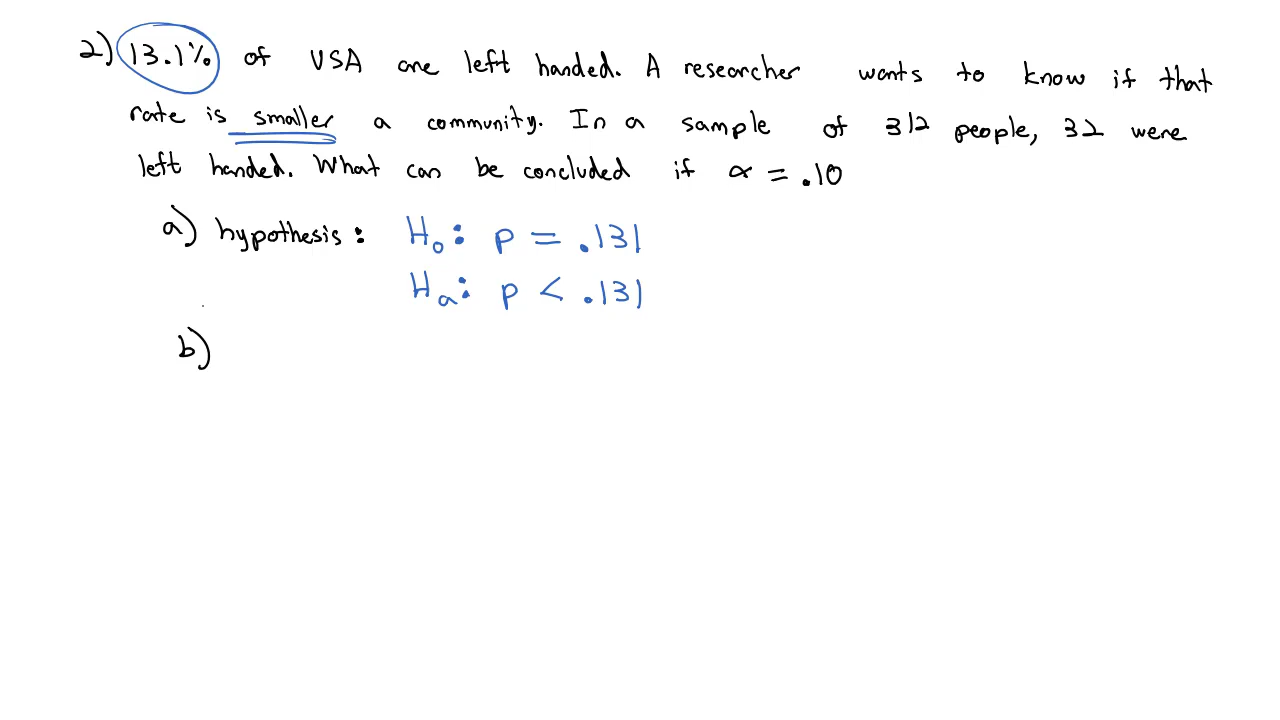 2) 13.1% of USA are left handed. A researcher wants to know if that
rate is smaller a community. In a sample of 312 people, 32 were
left handed. What can be concluded if α = .10
a) hypothesis: H₀: p = .131
Hₐ: p < .131
b)